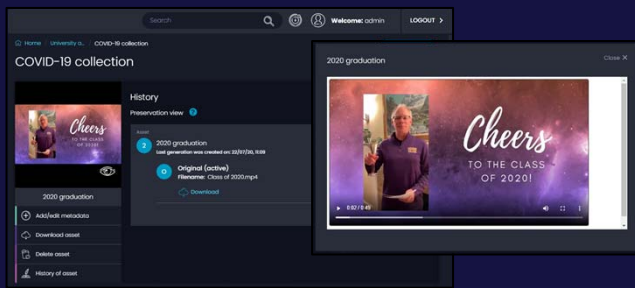 Search
Welcome: admin
LOGOUT >
Home
University o..
COVID-19 collection
COVID-19 collection
Cheers
TO THE CLASS
OF 2020!
2020 graduation
Add/edit metadata
Download asset
Delete asset
History of asset
History
Preservation view ?
Asset
2
2020 graduation
Last generation was created on: 22/07/20, 11:09
O
Original (active)
Filename: Class of 2020.mp4
Download
2020 graduation
Close X
Cheers
TO THE CLASS
OF 2020!
0:02 / 0:49